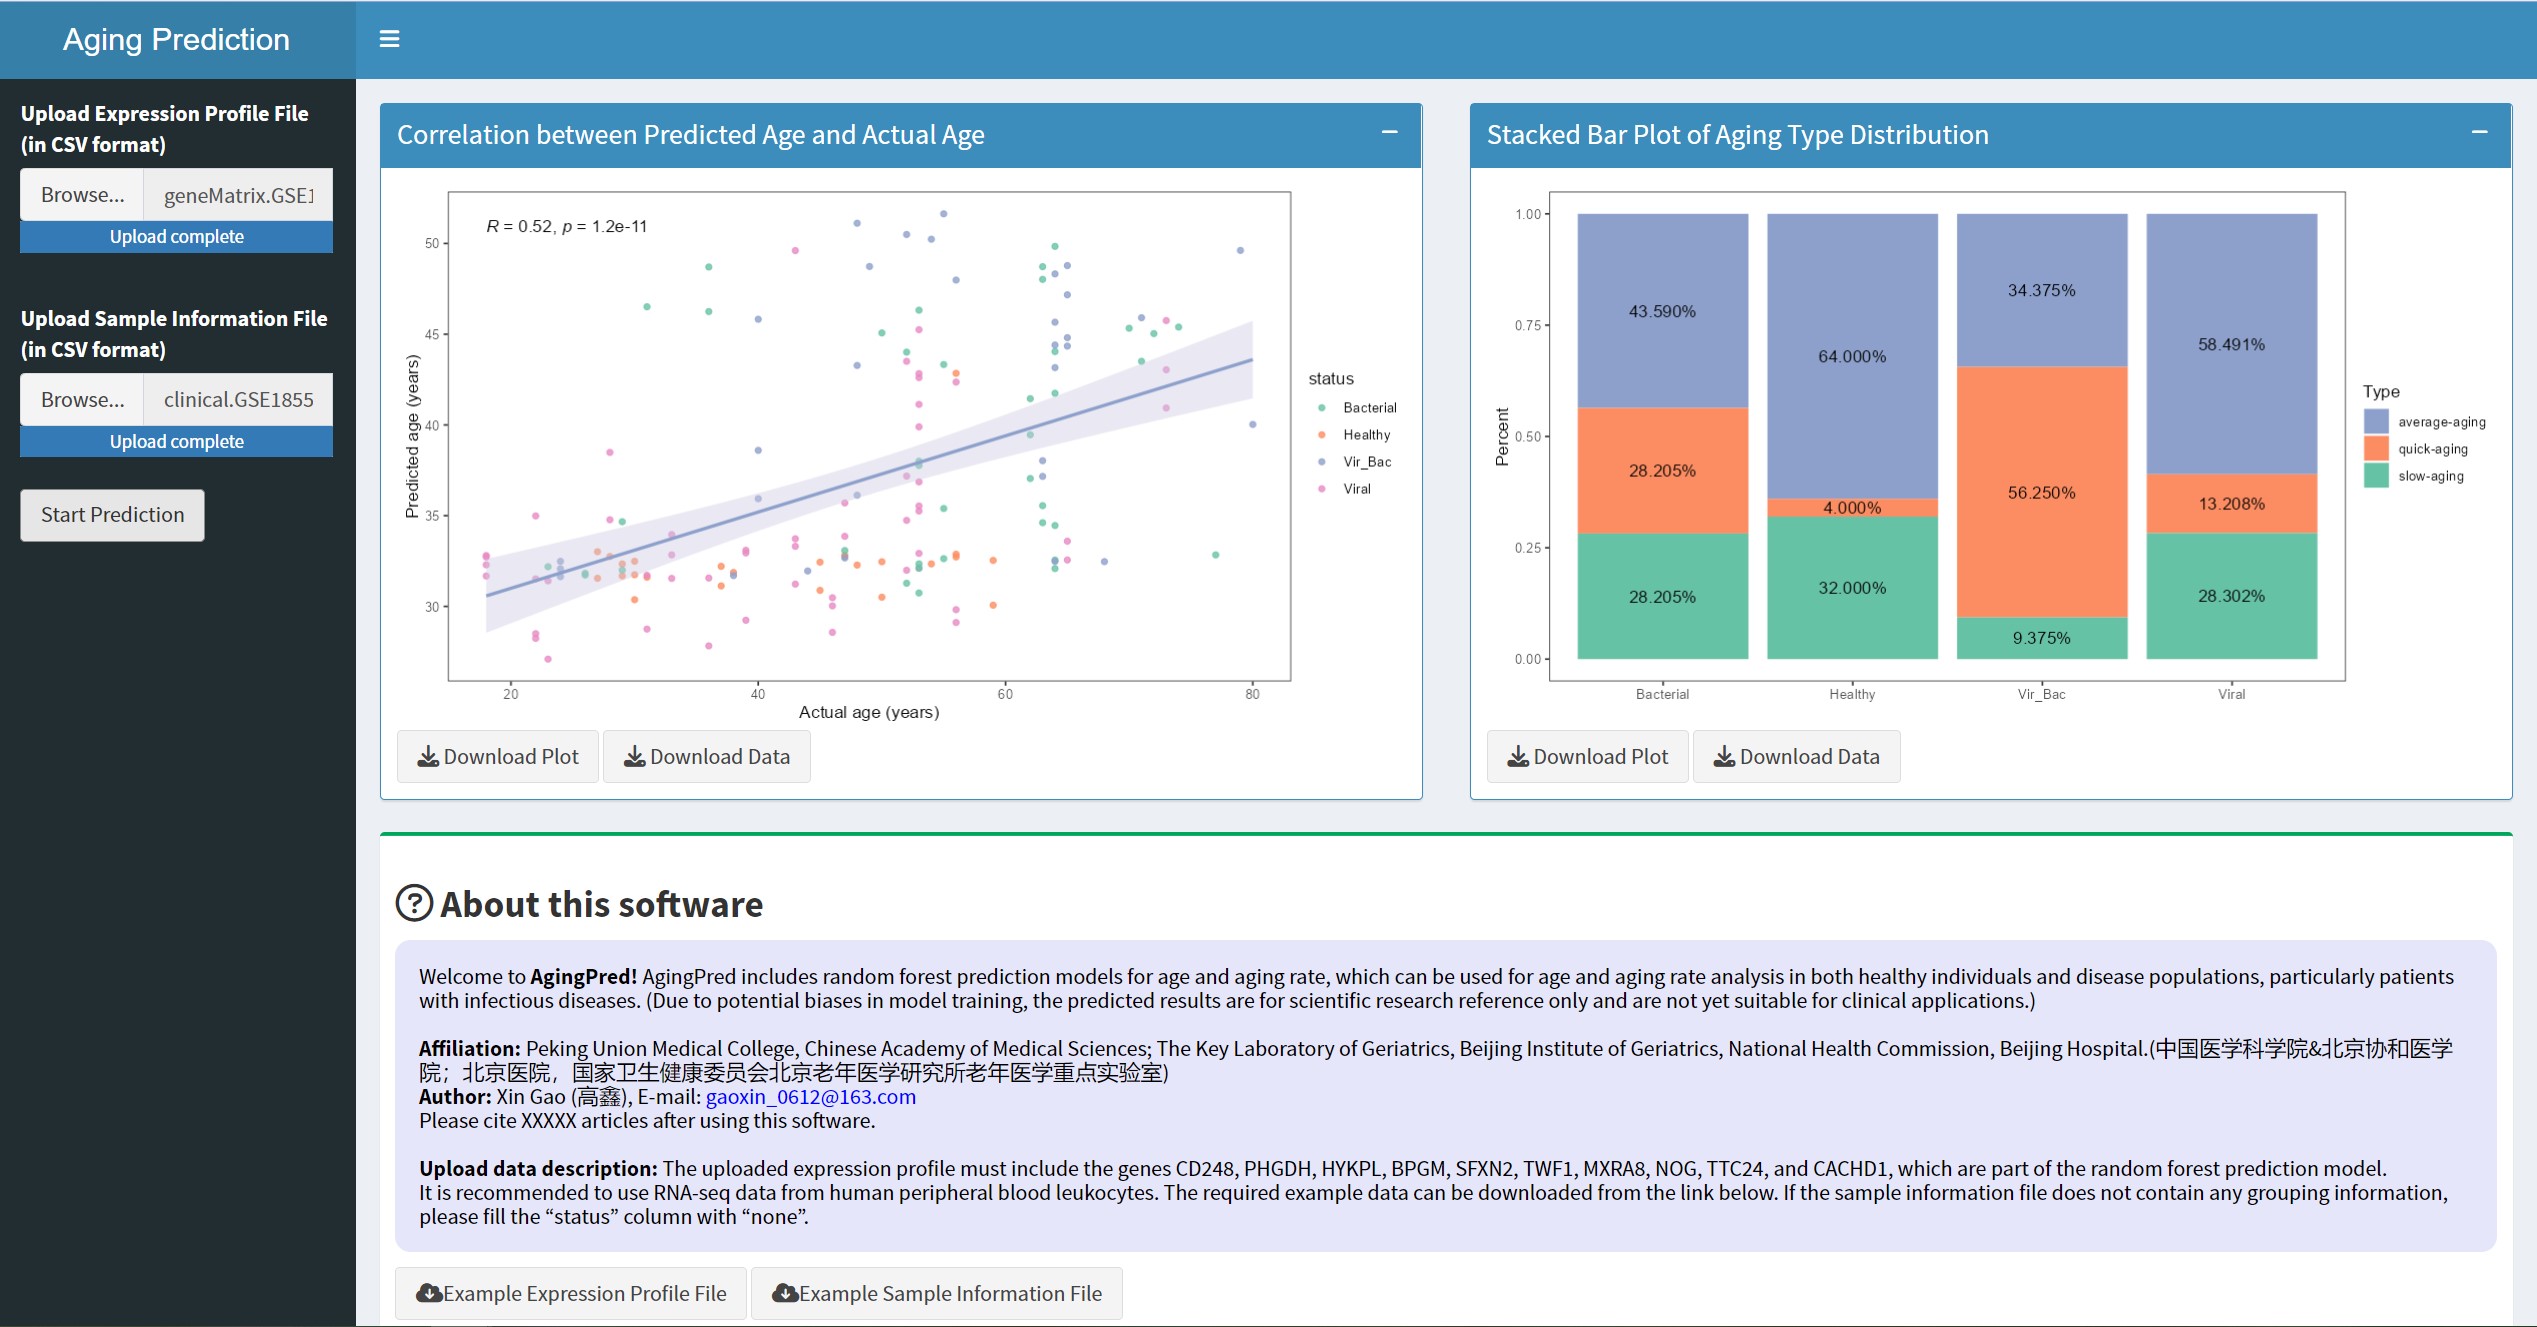 Aging Prediction
Upload Expression Profile File
(in CSV format)
Browse... geneMatrix.GSE1
Upload complete
Upload Sample Information File
(in CSV format)
Browse... clinical.GSE1855
Upload complete
Start Prediction
Correlation between Predicted Age and Actual Age
R = 0.52, p = 1.2e-11
Predicted age (years)
50
45
40
35
30
20 40 60 80
Actual age (years)
status
Bacterial
Healthy
Vir_Bac
Viral
Download Plot Download Data
Stacked Bar Plot of Aging Type Distribution
Percent
1.00
0.75
0.50
0.25
0.00
43.590% 64.000% 34.375% 58.491%
28.205% 4.000% 56.250% 13.208%
28.205% 32.000% 9.375% 28.302%
Bacterial Healthy Vir_Bac Viral
Type
average-aging
quick-aging
slow-aging
Download Plot Download Data
About this software
Welcome to AgingPred! AgingPred includes random forest prediction models for age and aging rate, which can be used for age and aging rate analysis in both healthy individuals and disease populations, particularly patients
with infectious diseases. (Due to potential biases in model training, the predicted results are for scientific research reference only and are not yet suitable for clinical applications.)
Affiliation: Peking Union Medical College, Chinese Academy of Medical Sciences; The Key Laboratory of Geriatrics, Beijing Institute of Geriatrics, National Health Commission, Beijing Hospital.(中国医学科学院&北京协和医学
院；北京医院，国家卫生健康委员会北京老年医学研究所老年医学重点实验室)
Author: Xin Gao (高鑫), E-mail: gaoxin_0612@163.com
Please cite XXXXX articles after using this software.
Upload data description: The uploaded expression profile must include the genes CD248, PHGDH, HYKPL, BPGM, SFXN2, TWF1, MXRA8, NOG, TTC24, and CACHD1, which are part of the random forest prediction model.
It is recommended to use RNA-seq data from human peripheral blood leukocytes. The required example data can be downloaded from the link below. If the sample information file does not contain any grouping information,
please fill the “status” column with “none”.
Example Expression Profile File Example Sample Information File